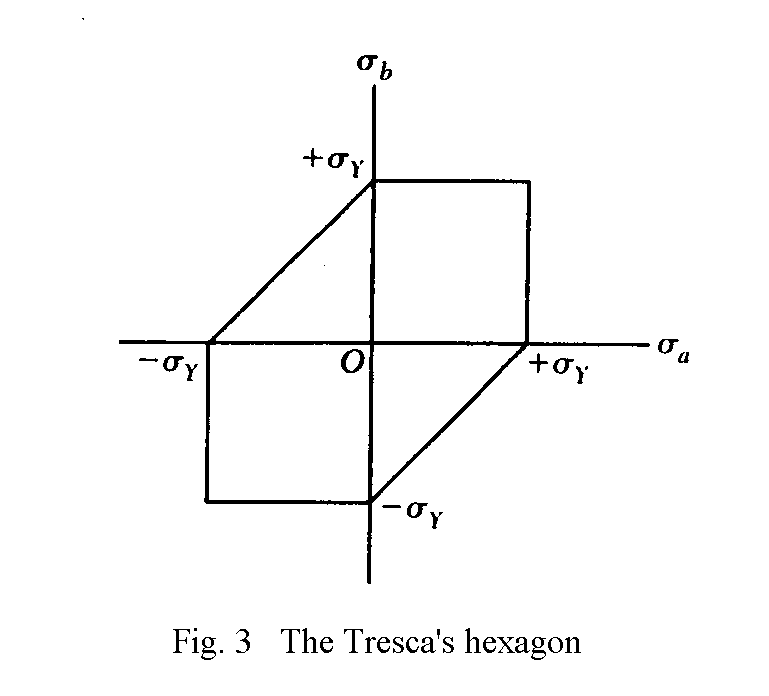 σb
+σY
−σY O +σY σa
−σY
Fig. 3 The Tresca's hexagon